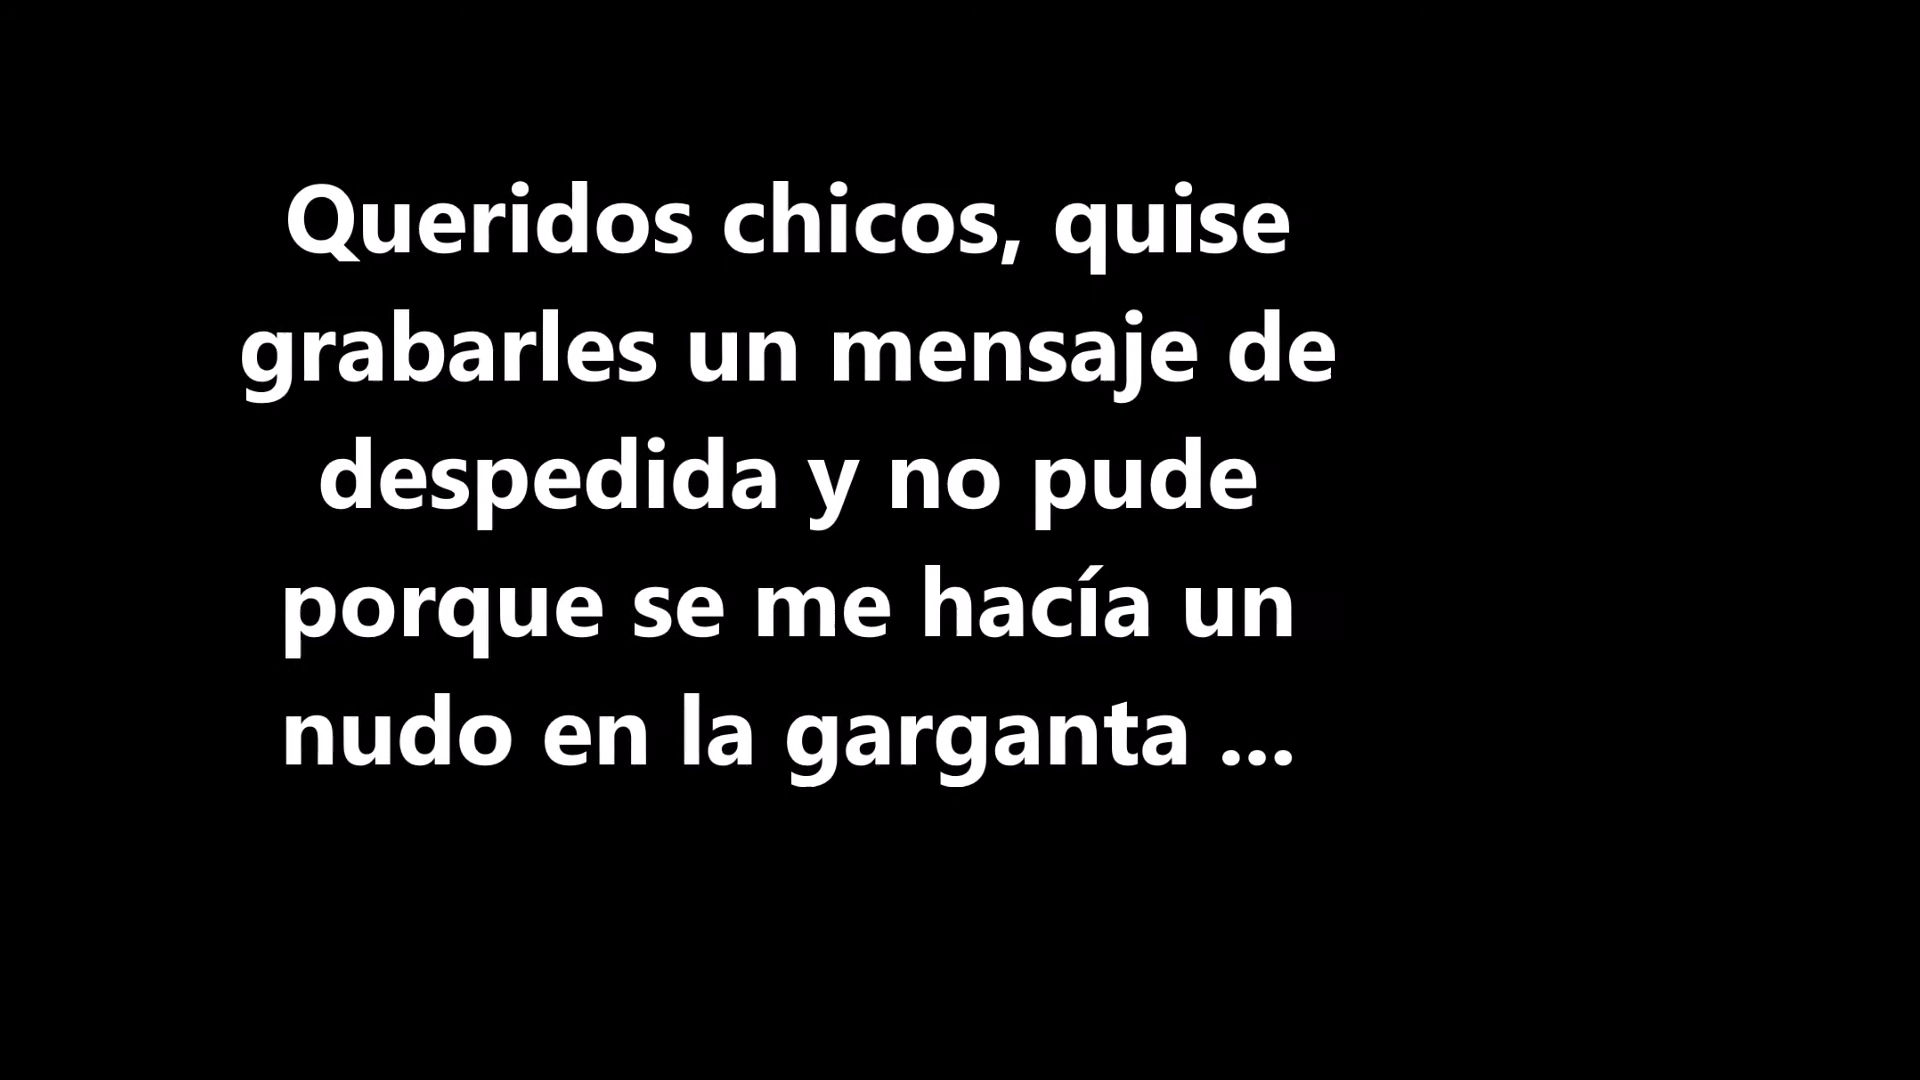 Queridos chicos, quise
grabarles un mensaje de
despedida y no pude
porque se me hacía un
nudo en la garganta ...